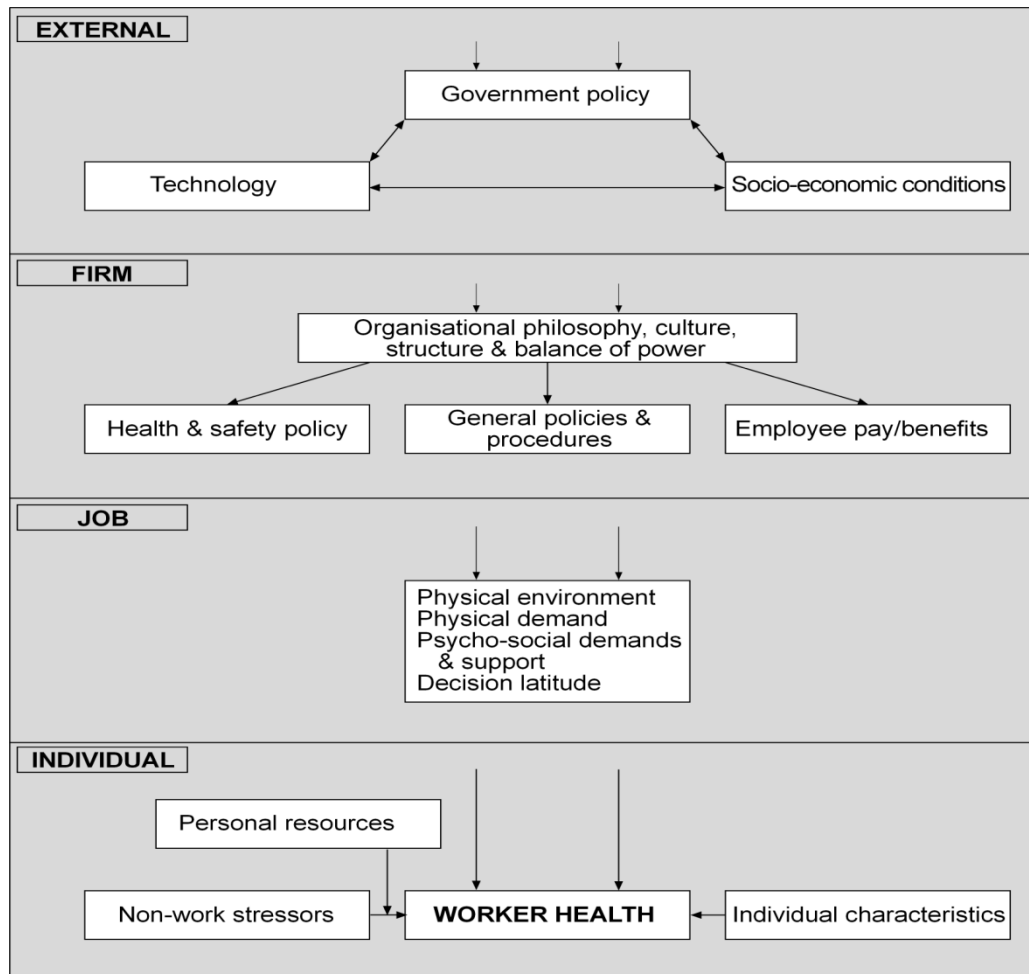 EXTERNAL
Government policy
Technology
Socio-economic conditions
FIRM
Organisational philosophy, culture,
structure & balance of power
Health & safety policy
General policies &
procedures
Employee pay/benefits
JOB
Physical environment
Physical demand
Psycho-social demands
& support
Decision latitude
INDIVIDUAL
Personal resources
Non-work stressors
WORKER HEALTH
Individual characteristics